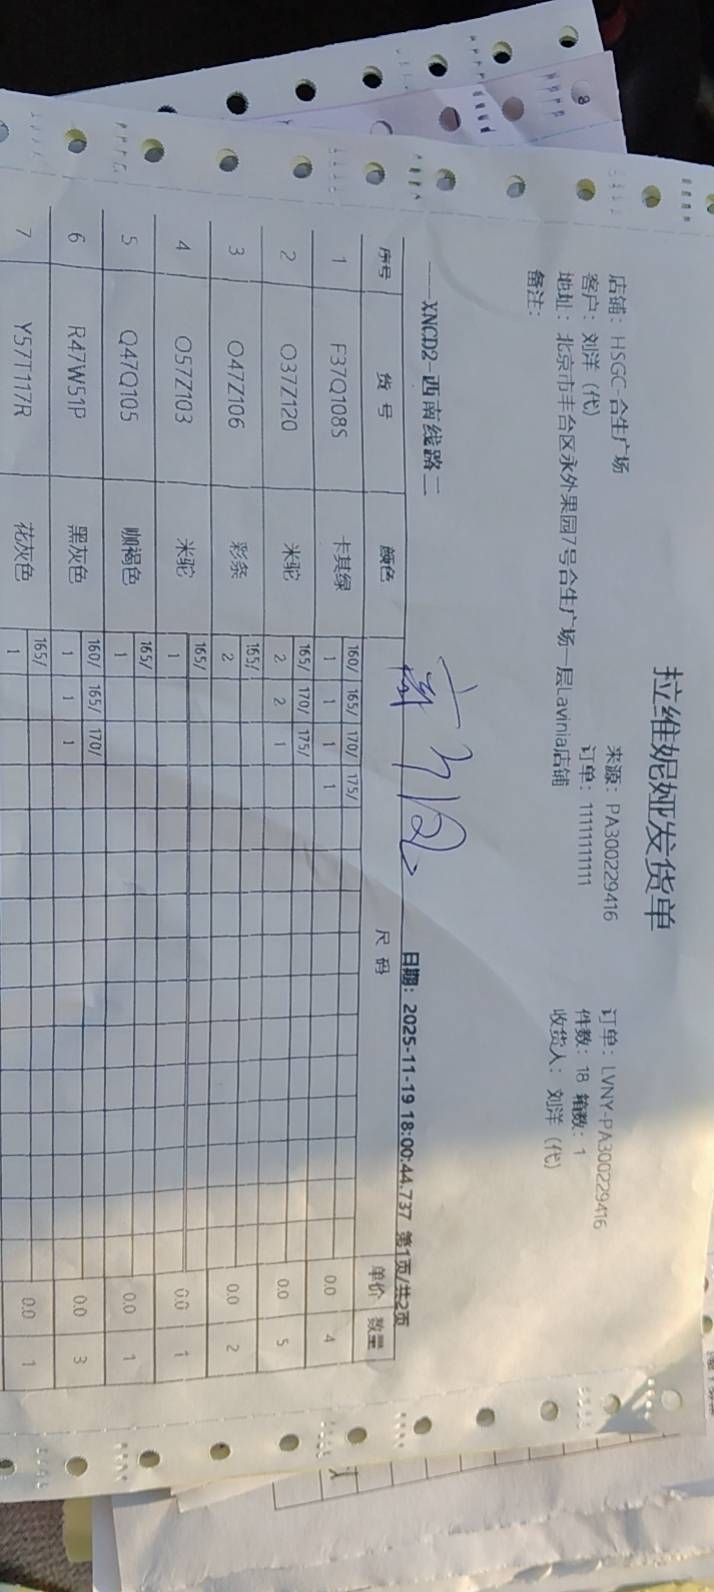 拉维妮娅发货单
店铺：HSGC-合生广场 来源：PA300229416 订单：LVNY-PA300229416
客户：刘洋（代） 订单：11111111111 件数：18 箱数：1
地址：北京市丰台区永外果园7号合生广场一层Lavinia店铺 收货人：刘洋（代）
备注：
——XNCD2-西南线路二 日期：2025-11-19 18:00:44.737 第1页/共2页
序号 货号 颜色 尺码 单价 数量
160/ 165/ 170/ 175/
1 F37Q108S 卡其绿 1 1 1 1 0.0 4
165/ 170/ 175/
2 O37Z120 米驼 2 2 1 0.0 5
165/
3 O47Z106 彩条 2 0.0 2
165/
4 O57Z103 米驼 1 0.0 1
165/
5 Q47Q105 咖褐色 1 0.0 1
160/ 165/ 170/
6 R47W51P 黑灰色 1 1 1 0.0 3
165/
7 Y57T117R 花灰色 1 0.0 1